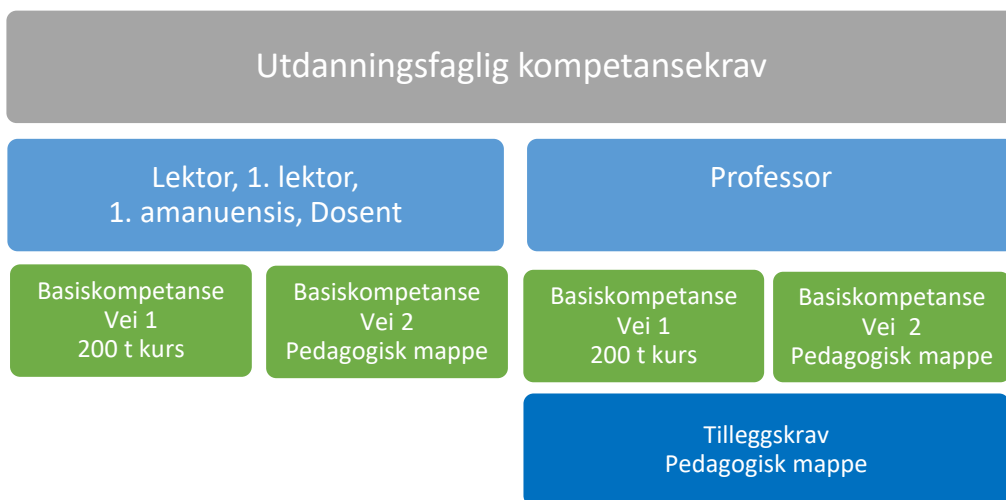 Utdanningsfaglig kompetansekrav
Lektor, 1. lektor,
1. amanuensis, Dosent
Professor
Basiskompetanse
Vei 1
200 t kurs
Basiskompetanse
Vei 2
Pedagogisk mappe
Basiskompetanse
Vei 1
200 t kurs
Basiskompetanse
Vei 2
Pedagogisk mappe
Tilleggskrav
Pedagogisk mappe